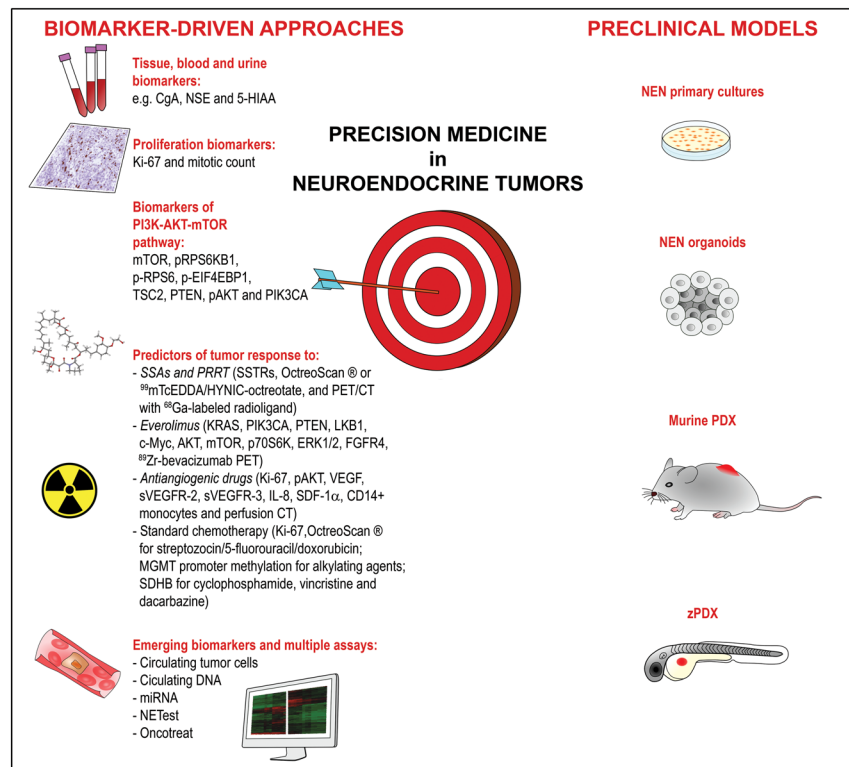 BIOMARKER-DRIVEN APPROACHES
Tissue, blood and urine
biomarkers:
e.g. CgA, NSE and 5-HIAA
Proliferation biomarkers:
Ki-67 and mitotic count
Biomarkers of
PI3K-AKT-mTOR
pathway:
mTOR, pRPS6KB1,
p-RPS6, p-EIF4EBP1,
TSC2, PTEN, pAKT and PIK3CA
Predictors of tumor response to:
- SSAs and PRRT (SSTRs, OctreoScan ® or
⁹⁹mTcEDDA/HYNIC-octreotate, and PET/CT
with ⁶⁸Ga-labeled radioligand)
- Everolimus (KRAS, PIK3CA, PTEN, LKB1,
c-Myc, AKT, mTOR, p70S6K, ERK1/2, FGFR4,
⁸⁹Zr-bevacizumab PET)
- Antiangiogenic drugs (Ki-67, pAKT, VEGF,
sVEGFR-2, sVEGFR-3, IL-8, SDF-1α, CD14+
monocytes and perfusion CT)
- Standard chemotherapy (Ki-67,OctreoScan ®
for streptozocin/5-fluorouracil/doxorubicin;
MGMT promoter methylation for alkylating agents;
SDHB for cyclophosphamide, vincristine and
dacarbazine)
Emerging biomarkers and multiple assays:
- Circulating tumor cells
- Ciculating DNA
- miRNA
- NETest
- Oncotreat
PRECISION MEDICINE
in
NEUROENDOCRINE TUMORS
PRECLINICAL MODELS
NEN primary cultures
NEN organoids
Murine PDX
zPDX